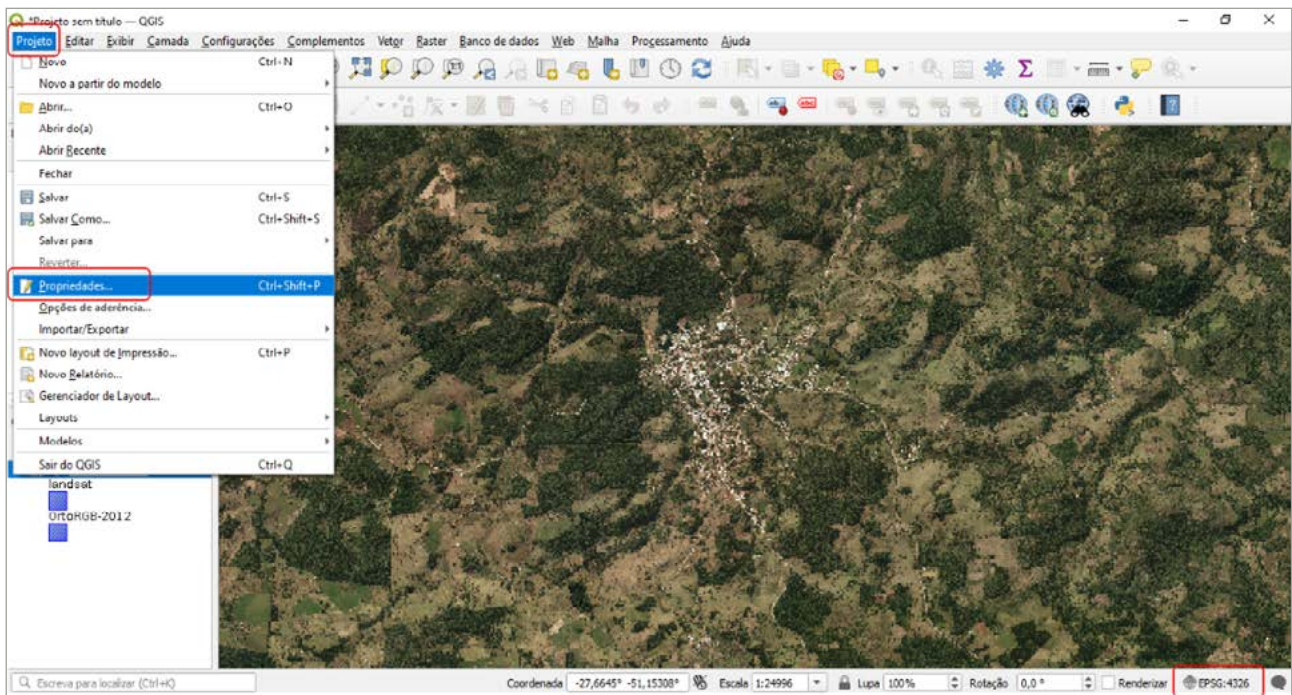 *Projeto sem título — QGIS
Projeto Editar Exibir Camada Configurações Complementos Vetor Raster Banco de dados Web Malha Processamento Ajuda
Novo Ctrl+N
Novo a partir do modelo
Abrir... Ctrl+O
Abrir do(a)
Abrir Recente
Fechar
Salvar Ctrl+S
Salvar Como... Ctrl+Shift+S
Salvar para
Reverter...
Propriedades... Ctrl+Shift+P
Opções de aderência...
Importar/Exportar
Novo layout de Impressão... Ctrl+P
Novo Relatório...
Gerenciador de Layout...
Layouts
Modelos
Sair do QGIS Ctrl+Q
landsat
OrtoRGB-2012
Escreva para localizar (Ctrl+K) Coordenada -27,6645° -51,15308° Escala 1:24996 Lupa 100% Rotação 0,0 ° Renderizar EPSG:4326